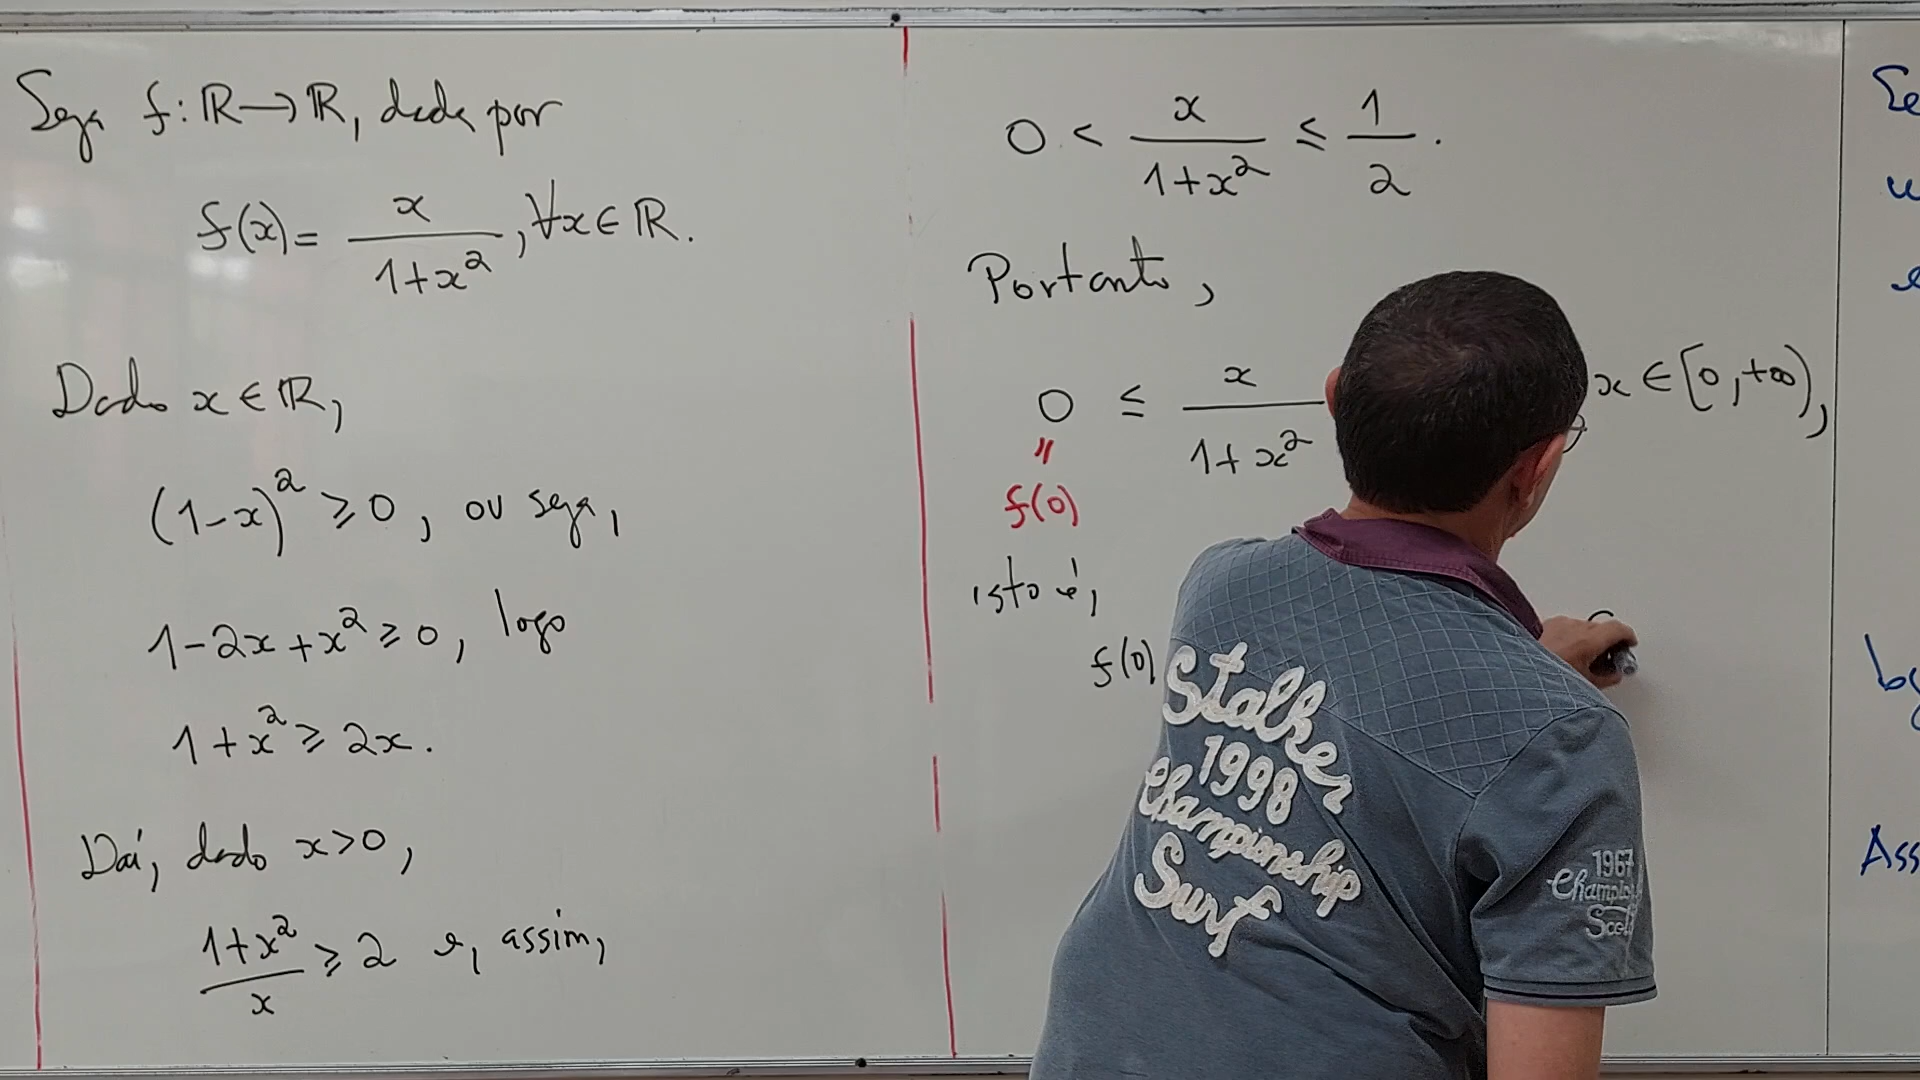 Seja f: ℝ→ℝ, dada por
f(x) = x/(1+x²), ∀x∈ℝ.
Dado x∈ℝ,
(1-x)² ≥ 0, ou seja,
1-2x+x² ≥ 0, logo
1+x² ≥ 2x.
Daí, dado x>0,
(1+x²)/x ≥ 2 e, assim,
0 < x/(1+x²) ≤ 1/2.
Portanto,
0 ≤ x/(1+x²) x∈[0,+∞),
"
f(0)
isto é,
f(0)
Stalker
1998
Championship
Surf
1967
Ass